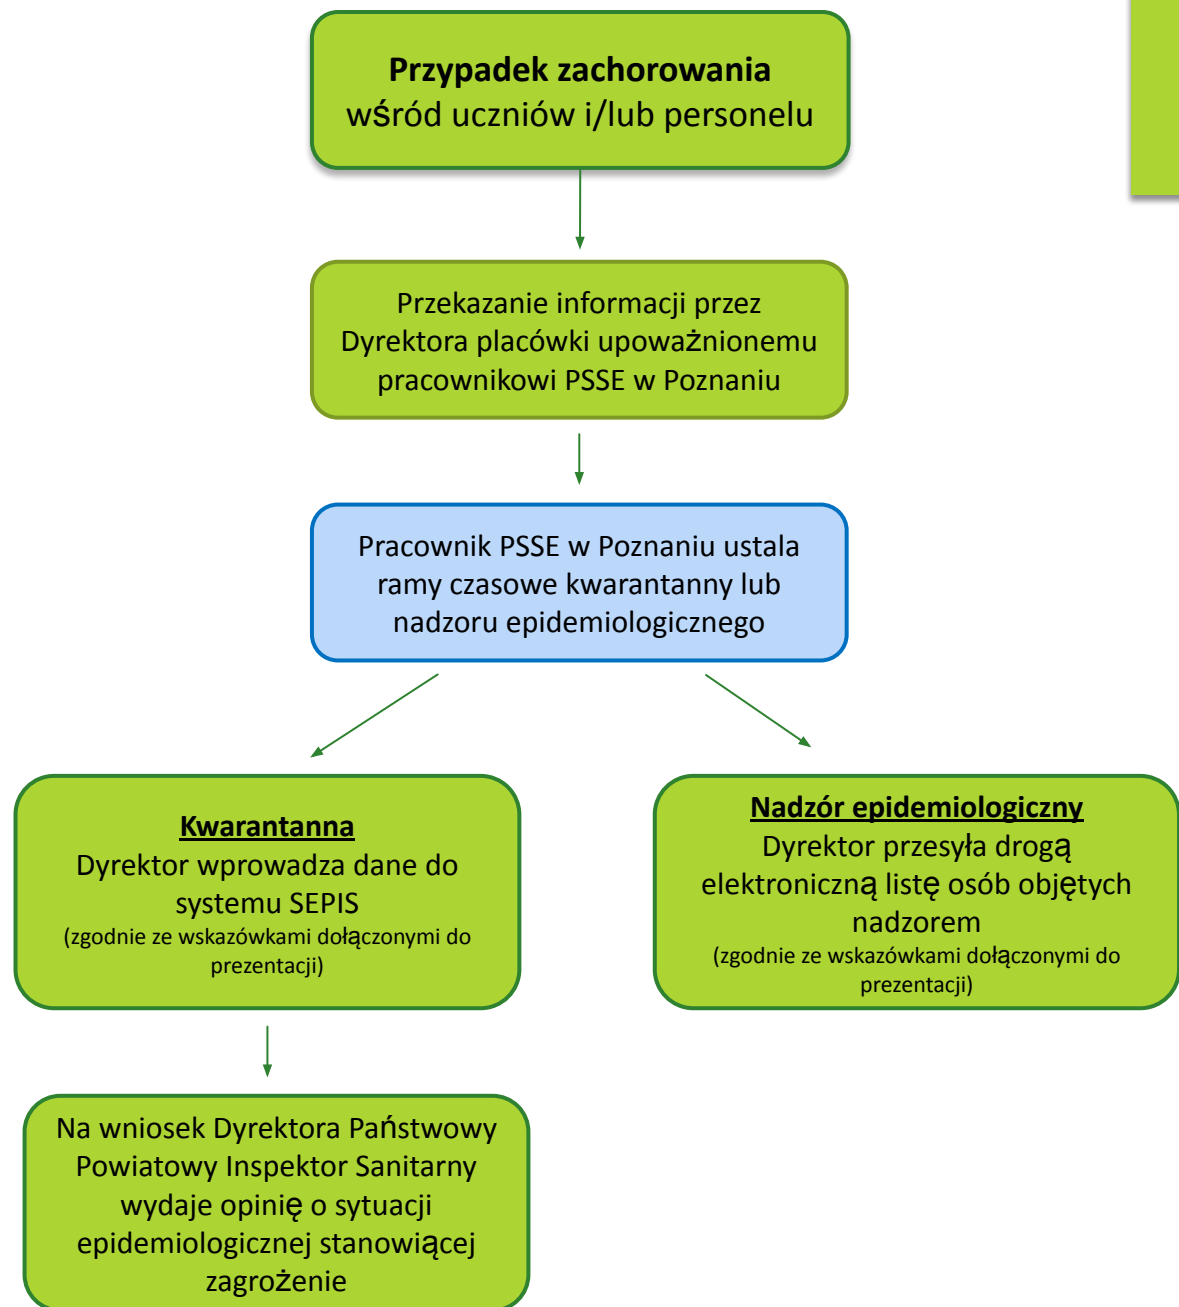 Przypadek zachorowania
wśród uczniów i/lub personelu
Przekazanie informacji przez
Dyrektora placówki upoważnionemu
pracownikowi PSSE w Poznaniu
Pracownik PSSE w Poznaniu ustala
ramy czasowe kwarantanny lub
nadzoru epidemiologicznego
Kwarantanna
Dyrektor wprowadza dane do
systemu SEPIS
(zgodnie ze wskazówkami dołączonymi do
prezentacji)
Nadzór epidemiologiczny
Dyrektor przesyła drogą
elektroniczną listę osób objętych
nadzorem
(zgodnie ze wskazówkami dołączonymi do
prezentacji)
Na wniosek Dyrektora Państwowy
Powiatowy Inspektor Sanitarny
wydaje opinię o sytuacji
epidemiologicznej stanowiącej
zagrożenie